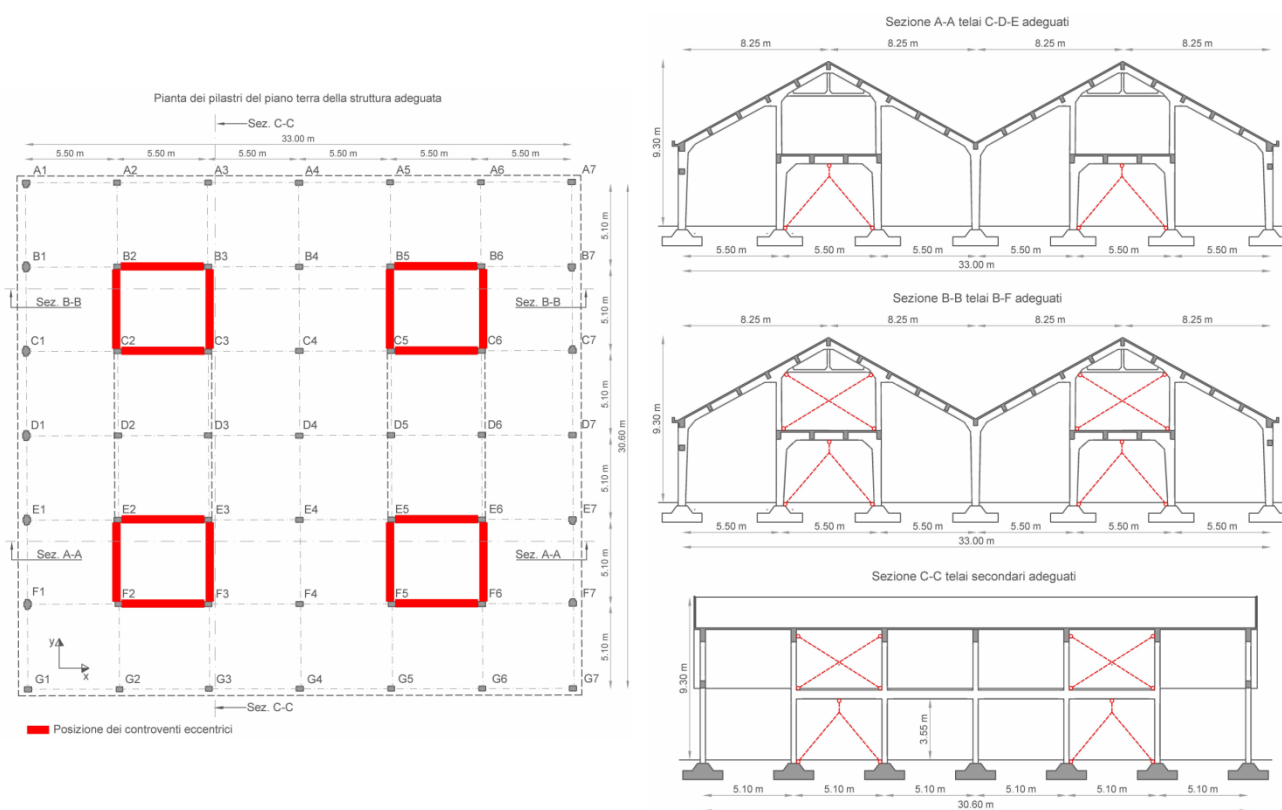 Pianta dei pilastri del piano terra della struttura adeguata
Sez. C-C
33.00 m
5.50 m 5.50 m 5.50 m 5.50 m 5.50 m 5.50 m
A1 A2 A3 A4 A5 A6 A7
5.10 m
B1 B2 B3 B4 B5 B6 B7
Sez. B-B Sez. B-B
5.10 m
C1 C2 C3 C4 C5 C6 C7
5.10 m
D1 D2 D3 D4 D5 D6 D7
30.60 m
5.10 m
E1 E2 E3 E4 E5 E6 E7
Sez. A-A Sez. A-A
5.10 m
F1 F2 F3 F4 F5 F6 F7
5.10 m
y
x
G1 G2 G3 G4 G5 G6 G7
Sez. C-C
Posizione dei controventi eccentrici
Sezione A-A telai C-D-E adeguati
8.25 m 8.25 m 8.25 m 8.25 m
9.30 m
5.50 m 5.50 m 5.50 m 5.50 m 5.50 m 5.50 m
33.00 m
Sezione B-B telai B-F adeguati
8.25 m 8.25 m 8.25 m 8.25 m
9.30 m
5.50 m 5.50 m 5.50 m 5.50 m 5.50 m 5.50 m
33.00 m
Sezione C-C telai secondari adeguati
9.30 m
3.55 m
5.10 m 5.10 m 5.10 m 5.10 m 5.10 m 5.10 m
30.60 m